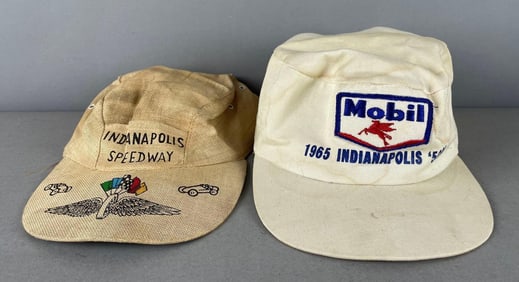 INDIANAPOLIS
SPEEDWAY
Mobil
1965 INDIANAPOLIS